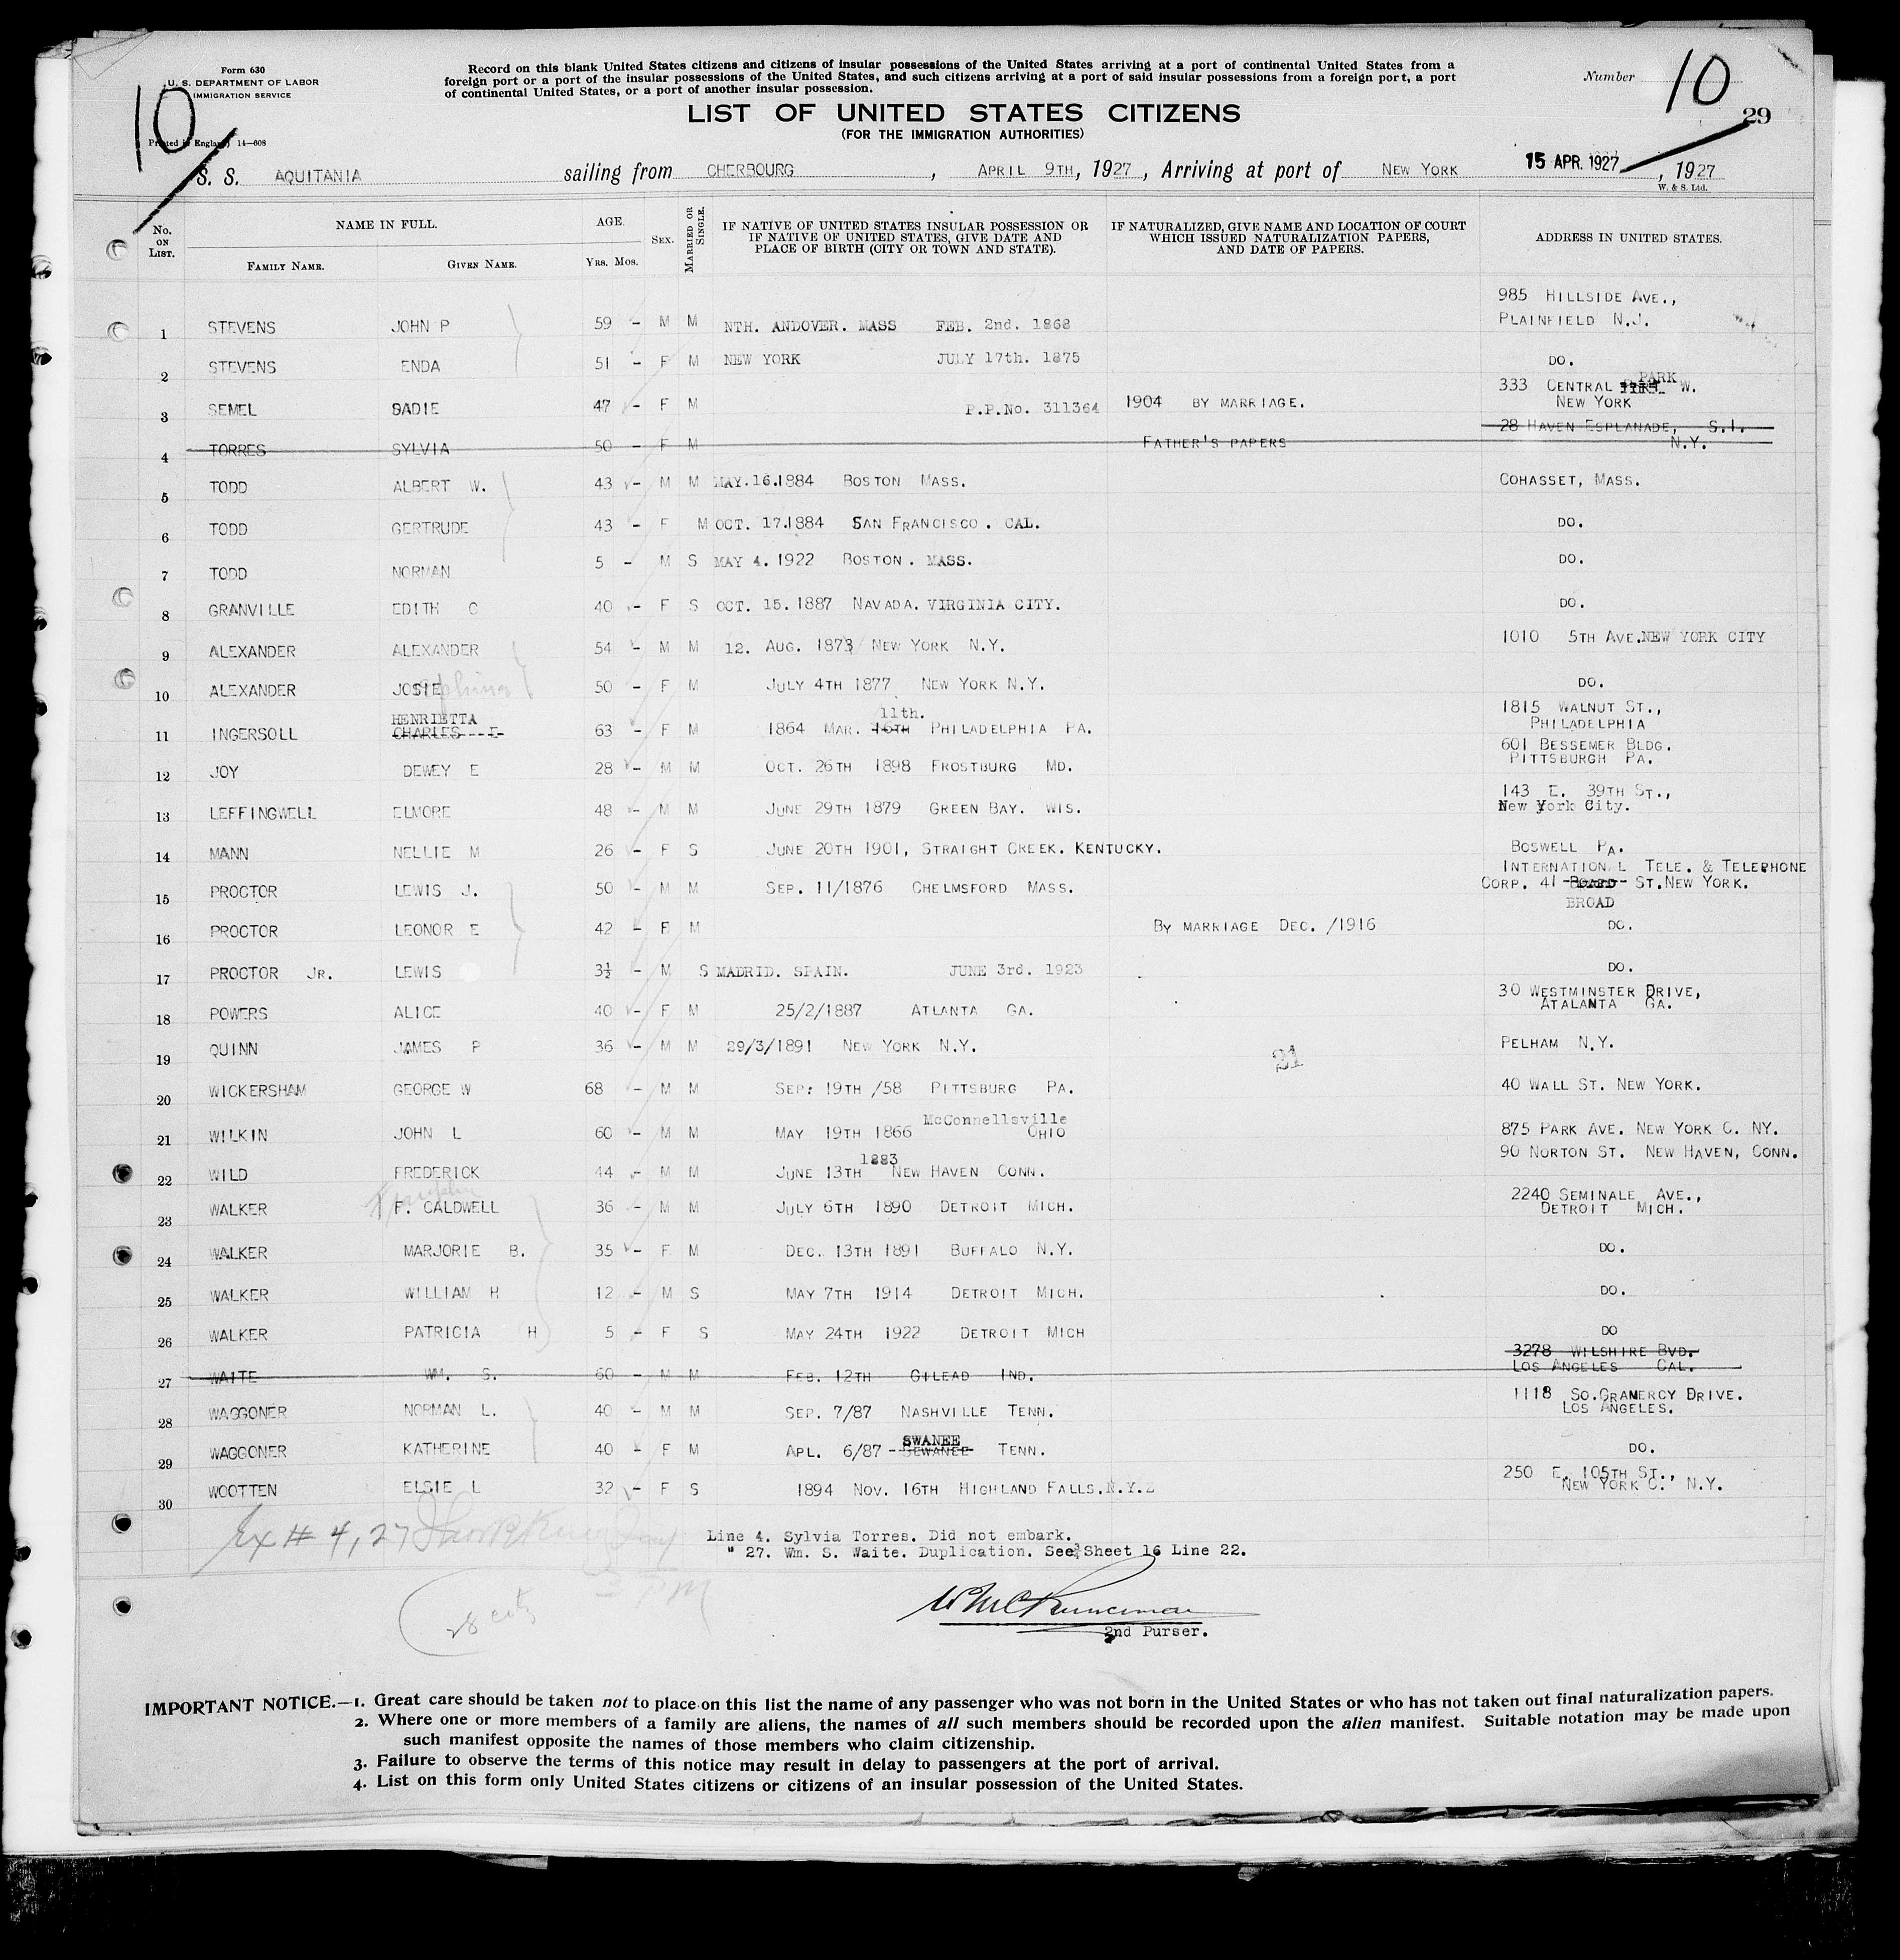 Form 630
U. S. DEPARTMENT OF LABOR
IMMIGRATION SERVICE
10
Printed in England 14—608
Record on this blank United States citizens and citizens of insular possessions of the United States arriving at a port of continental United States from a
foreign port or a port of the insular possessions of the United States, and such citizens arriving at a port of said insular possessions from a foreign port, a port
of continental United States, or a port of another insular possession.
Number 10
29
LIST OF UNITED STATES CITIZENS
(FOR THE IMMIGRATION AUTHORITIES)
S. S. AQUITANIA sailing from CHERBOURG, APRIL 9TH, 1927, Arriving at port of NEW YORK 15 APR. 1927, 1927
W. & S. Ltd.
No. ON LIST. NAME IN FULL. FAMILY NAME. GIVEN NAME. AGE. YRS. MOS. SEX. MARRIED OR SINGLE. IF NATIVE OF UNITED STATES INSULAR POSSESSION OR IF NATIVE OF UNITED STATES, GIVE DATE AND PLACE OF BIRTH (CITY OR TOWN AND STATE). IF NATURALIZED, GIVE NAME AND LOCATION OF COURT WHICH ISSUED NATURALIZATION PAPERS, AND DATE OF PAPERS. ADDRESS IN UNITED STATES.
1 STEVENS JOHN P 59 - M M NTH. ANDOVER. MASS FEB. 2nd. 1868 985 HILLSIDE AVE., PLAINFIELD N.J.
2 STEVENS ENDA 51 - F M NEW YORK JULY 17th. 1875 DO.
3 SEMEL SADIE 47 - F M P.P.No. 311364 1904 BY MARRIAGE. 333 CENTRAL PARK W. NEW YORK
4 TORRES SYLVIA 50 - F M FATHER'S PAPERS 28 HAVEN ESPLANADE, S.I. N.Y.
5 TODD ALBERT W. 43 - M M MAY.16.1884 BOSTON MASS. COHASSET, MASS.
6 TODD GERTRUDE 43 - F M OCT. 17.1884 SAN FRANCISCO. CAL. DO.
7 TODD NORMAN 5 - M S MAY 4. 1922 BOSTON. MASS. DO.
8 GRANVILLE EDITH C 40 - F S OCT. 15. 1887 NAVADA. VIRGINIA CITY. DO.
9 ALEXANDER ALEXANDER 54 - M M 12. AUG. 1873 NEW YORK N.Y. 1010 5TH AVE.NEW YORK CITY
10 ALEXANDER JOSIE ephine 50 - F M JULY 4TH 1877 NEW YORK N.Y. DO.
11 INGERSOLL HENRIETTA CHARLES E 63 - F M 1864 MAR. 11th. 16TH PHILADELPHIA PA. 1815 WALNUT ST., PHILADELPHIA
12 JOY DEWEY E 28 - M M OCT. 26TH 1898 FROSTBURG MD. 601 BESSEMER BLDG. PITTSBURGH PA.
13 LEFFINGWELL ELMORE 48 - M M JUNE 29TH 1879 GREEN BAY. WIS. 143 E. 39TH ST., New York City.
14 MANN NELLIE M 26 - F S JUNE 20TH 1901, STRAIGHT CREEK. KENTUCKY. BOSWELL PA.
15 PROCTOR LEWIS J. 50 - M M SEP. 11/1876 CHELMSFORD MASS. INTERNATIONAL TELE. & TELEPHONE CORP. 41 BOARD ST.NEW YORK. BROAD
16 PROCTOR LEONOR E 42 - F M BY MARRIAGE DEC. /1916 DO.
17 PROCTOR JR. LEWIS 3½ - M S MADRID. SPAIN. JUNE 3rd. 1923 DO.
18 POWERS ALICE 40 - F M 25/2/1887 ATLANTA GA. 30 WESTMINSTER DRIVE, ATALANTA GA.
19 QUINN JAMES P 36 - M M 29/3/1891 NEW YORK N.Y. 21 PELHAM N.Y.
20 WICKERSHAM GEORGE W 68 - M M SEP: 19TH /58 PITTSBURG PA. 40 WALL ST. NEW YORK.
21 WILKIN JOHN L 60 - M M MAY 19TH 1866 McConnellsville OHIO 875 PARK AVE. NEW YORK C. NY.
22 WILD FREDERICK 44 - M M JUNE 13TH 1883 NEW HAVEN CONN. 90 NORTON ST. NEW HAVEN, CONN.
23 WALKER F. CALDWELL 36 - M M JULY 6TH 1890 DETROIT MICH. 2240 SEMINALE AVE., DETROIT MICH.
24 WALKER MARJORIE B. 35 - F M DEC. 13TH 1891 BUFFALO N.Y. DO.
25 WALKER WILLIAM H 12 - M S MAY 7TH 1914 DETROIT MICH. DO.
26 WALKER PATRICIA H 5 - F S MAY 24TH 1922 DETROIT MICH DO
27 WAITE WM. S. 60 - M M FEB. 12TH GILEAD IND. 3278 WILSHIRE BVD. LOS ANGELES CAL.
28 WAGGONER NORMAN L. 40 - M M SEP. 7/87 NASHVILLE TENN. 1118 SO.GRAMERCY DRIVE. LOS ANGELES.
29 WAGGONER KATHERINE 40 - F M APL. 6/87 SWANEE SEWANEE TENN. DO.
30 WOOTTEN ELSIE L 32 - F S 1894 NOV. 16TH HIGHLAND FALLS.N.Y. 250 E. 105TH ST., NEW YORK C. N.Y.
Ex # 4, 27
Line 4. Sylvia Torres. Did not embark.
" 27. Wm. S. Waite. Duplication. See Sheet 16 Line 22.
3 PM
28 cits
2nd Purser.
IMPORTANT NOTICE.—1. Great care should be taken not to place on this list the name of any passenger who was not born in the United States or who has not taken out final naturalization papers.
2. Where one or more members of a family are aliens, the names of all such members should be recorded upon the alien manifest. Suitable notation may be made upon
such manifest opposite the names of those members who claim citizenship.
3. Failure to observe the terms of this notice may result in delay to passengers at the port of arrival.
4. List on this form only United States citizens or citizens of an insular possession of the United States.